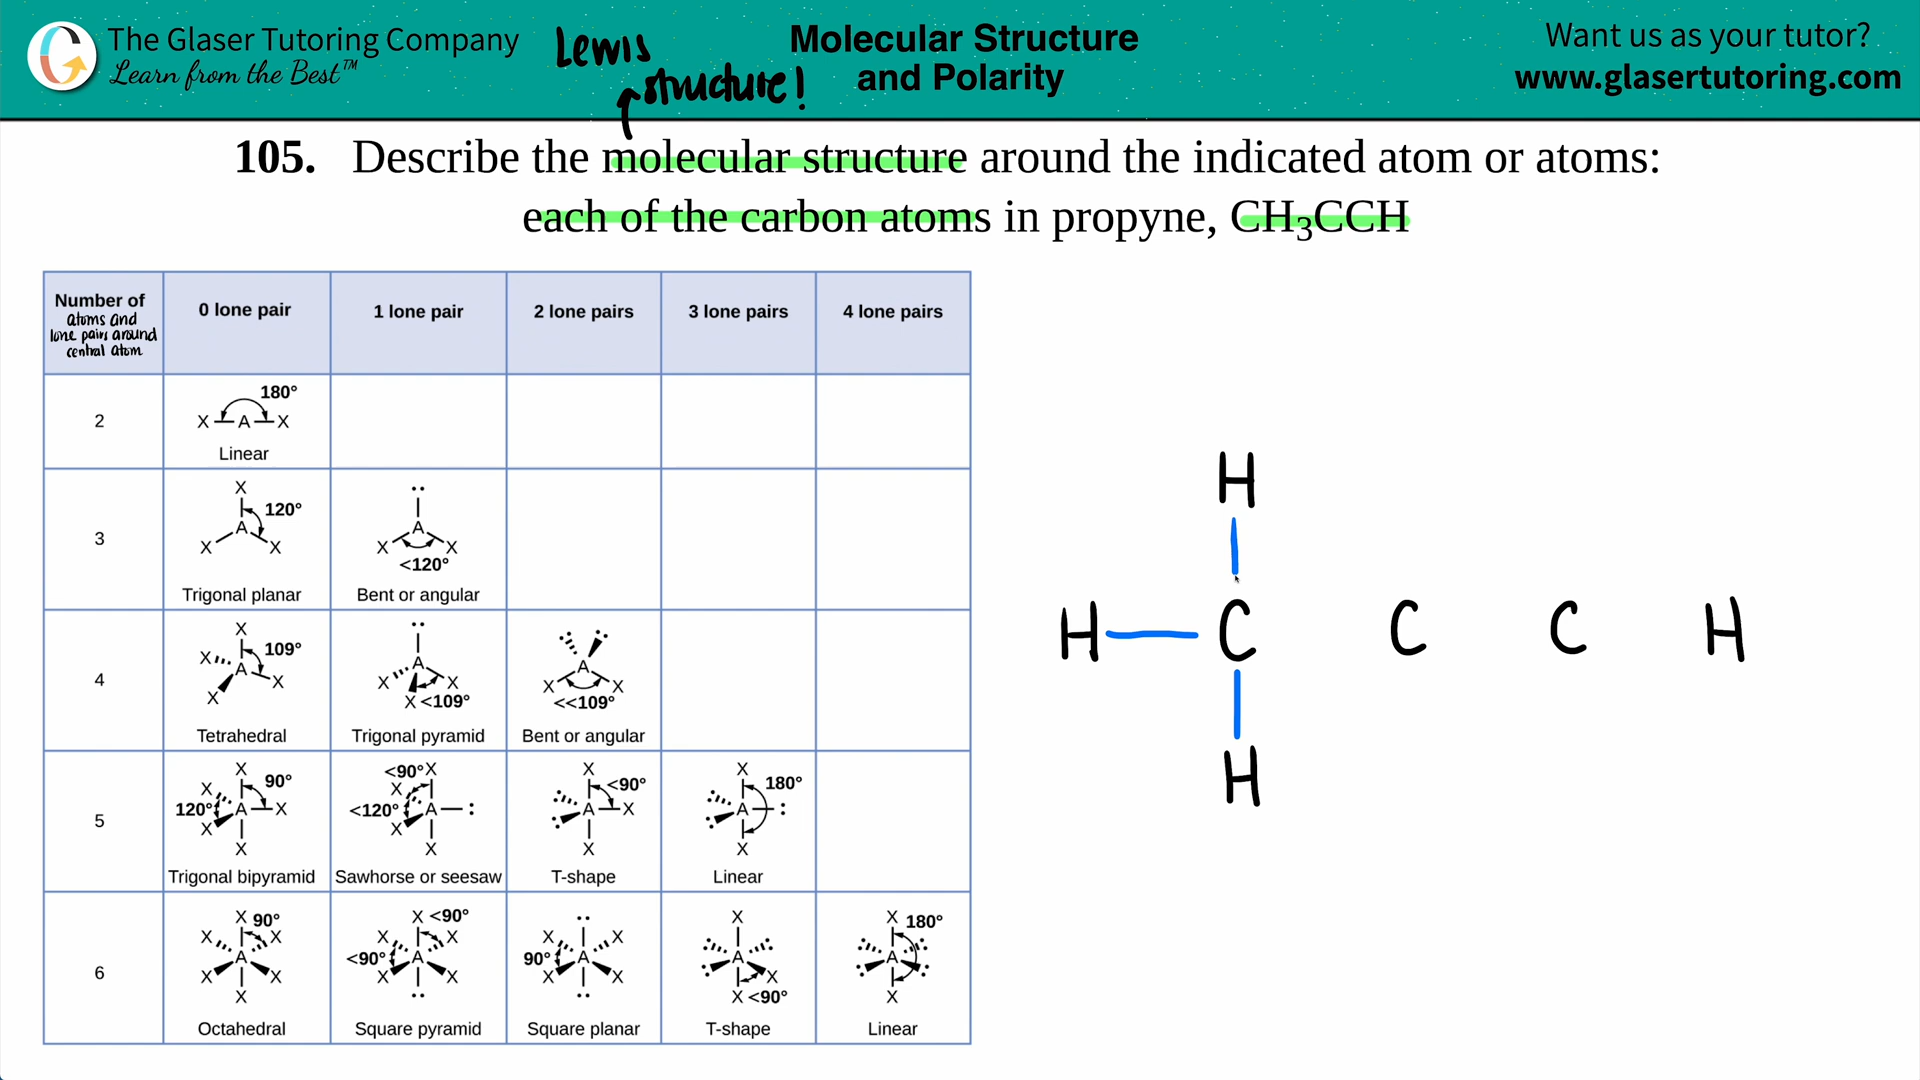 The Glaser Tutoring Company
Learn from the Best™
Lewis
structure!
Molecular Structure
and Polarity
Want us as your tutor?
www.glasertutoring.com
105. Describe the molecular structure around the indicated atom or atoms:
each of the carbon atoms in propyne, CH₃CCH
Number of
atoms and
lone pairs around
central atom
0 lone pair
1 lone pair
2 lone pairs
3 lone pairs
4 lone pairs
2
180°
X A X
Linear
3
X
120°
A
X X
Trigonal planar
A
X X
<120°
Bent or angular
4
X
X 109°
A
X
X
Tetrahedral
A
X X
X <109°
Trigonal pyramid
A
X X
<<109°
Bent or angular
5
X
90°
X
120° A X
X
X
Trigonal bipyramid
<90° X
X
<120° A :
X
X
Sawhorse or seesaw
X
<90°
A X
X
T-shape
X
180°
A :
X
Linear
6
X 90°
X X
A
X X
X
Octahedral
X <90°
X X
<90° A
X X
Square pyramid
X X
90° A
X X
Square planar
X
A
X
X <90°
T-shape
X 180°
A
X
Linear
H
H C C C H
H